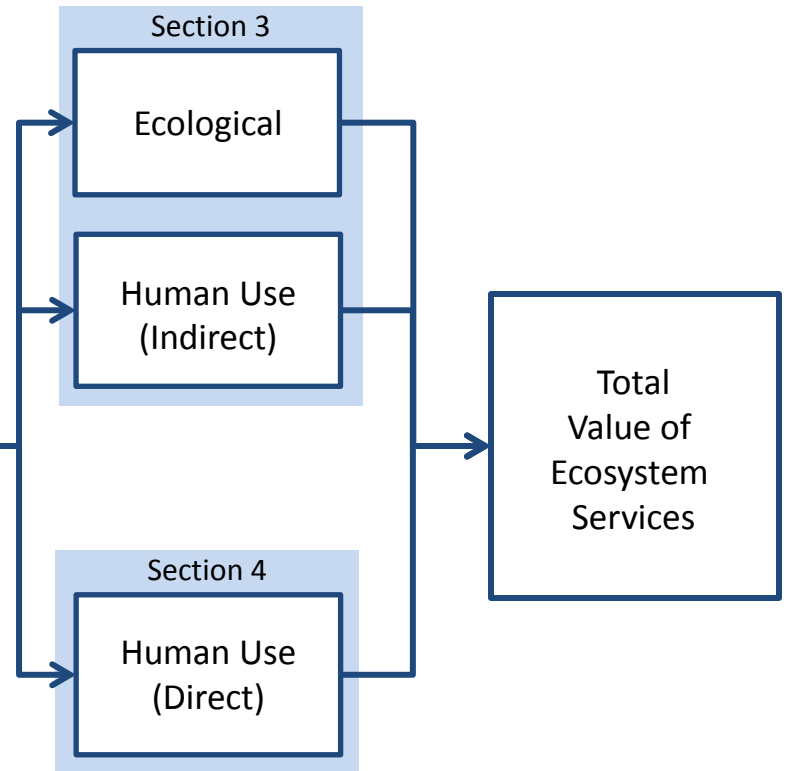 Section 3
Ecological
Human Use
(Indirect)
Section 4
Human Use
(Direct)
Total
Value of
Ecosystem
Services